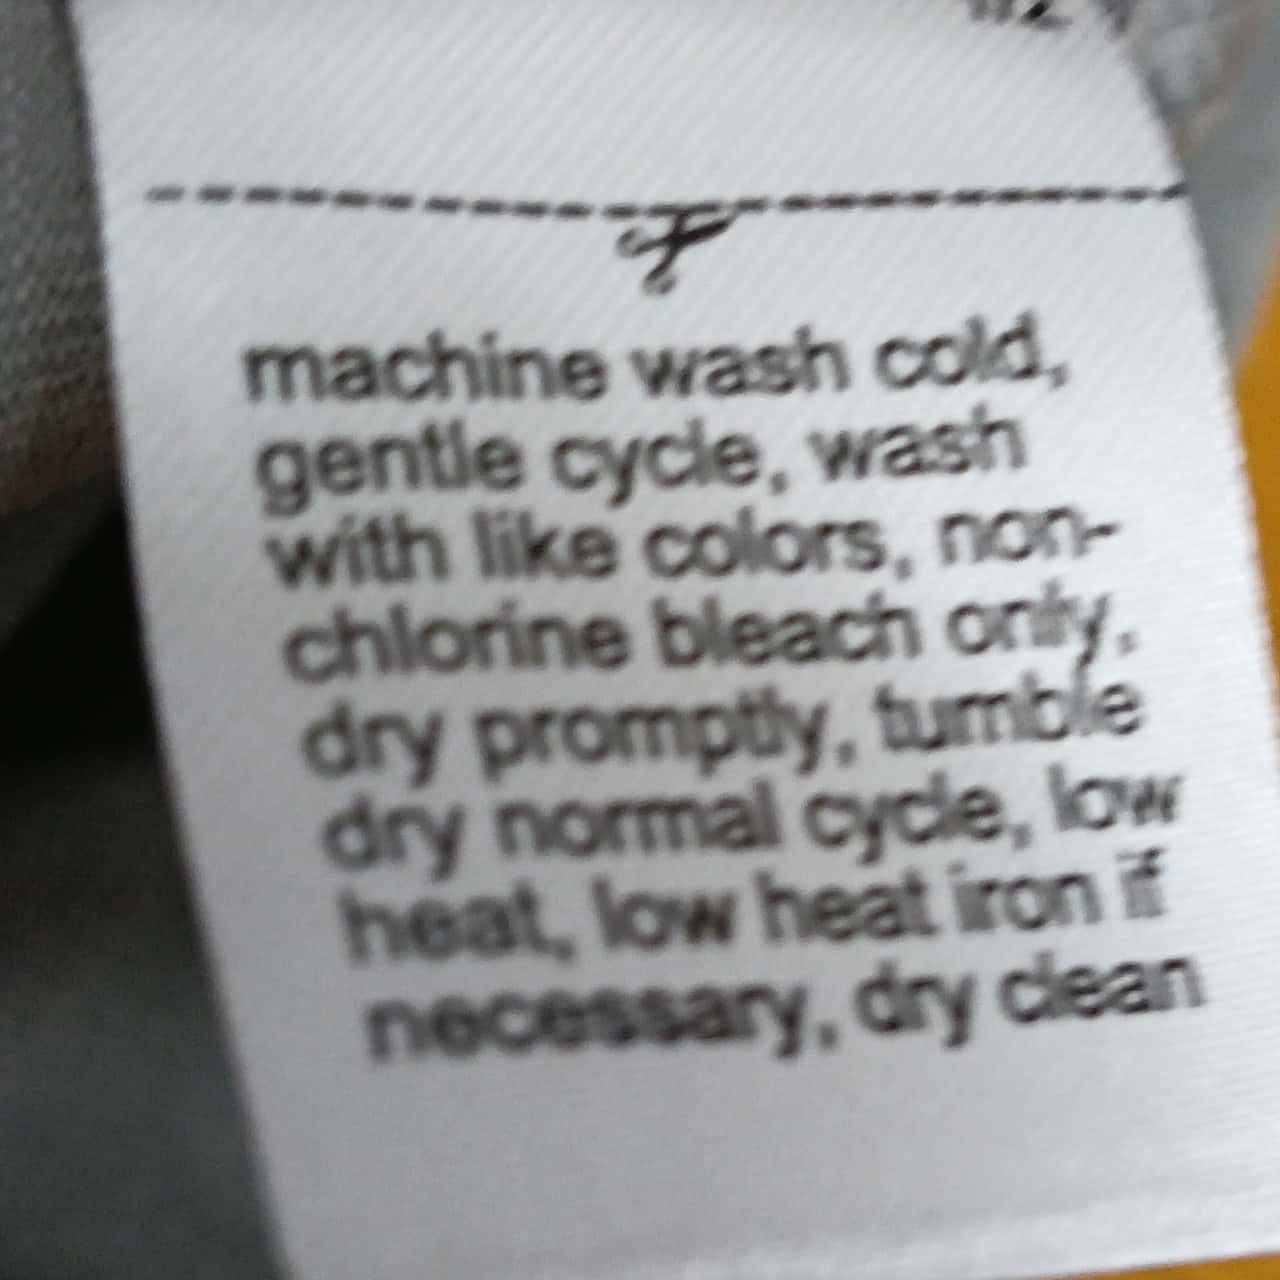 machine wash cold,
gentle cycle, wash
with like colors, non-
chlorine bleach only,
dry promptly, tumble
dry normal cycle, low
heat, low heat iron if
necessary, dry clean